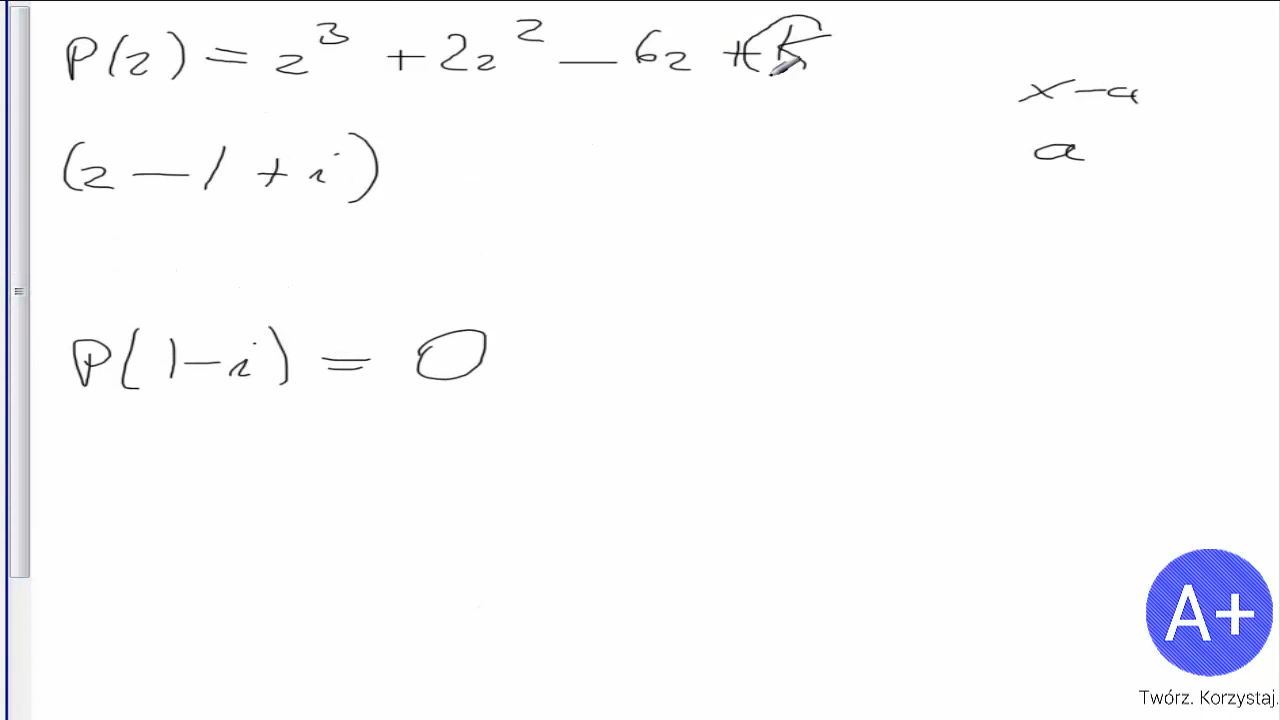 P(z) = z³ + 2z² - 6z + k
x - a
a
(z - 1 + i)
P(1 - i) = 0
A+
Twórz. Korzystaj.